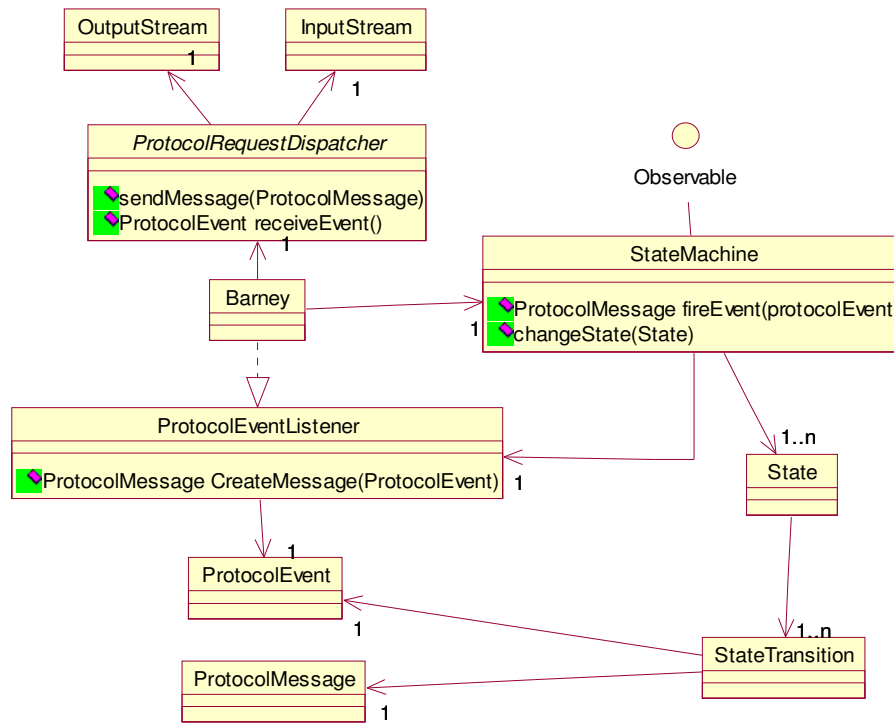 OutputStream
InputStream
1
1
ProtocolRequestDispatcher
sendMessage(ProtocolMessage)
ProtocolEvent receiveEvent()
1
Observable
StateMachine
ProtocolMessage fireEvent(protocolEvent
changeState(State)
Barney
1
ProtocolEventListener
ProtocolMessage CreateMessage(ProtocolEvent)
1
1..n
State
1
ProtocolEvent
1
1..n
StateTransition
ProtocolMessage
1